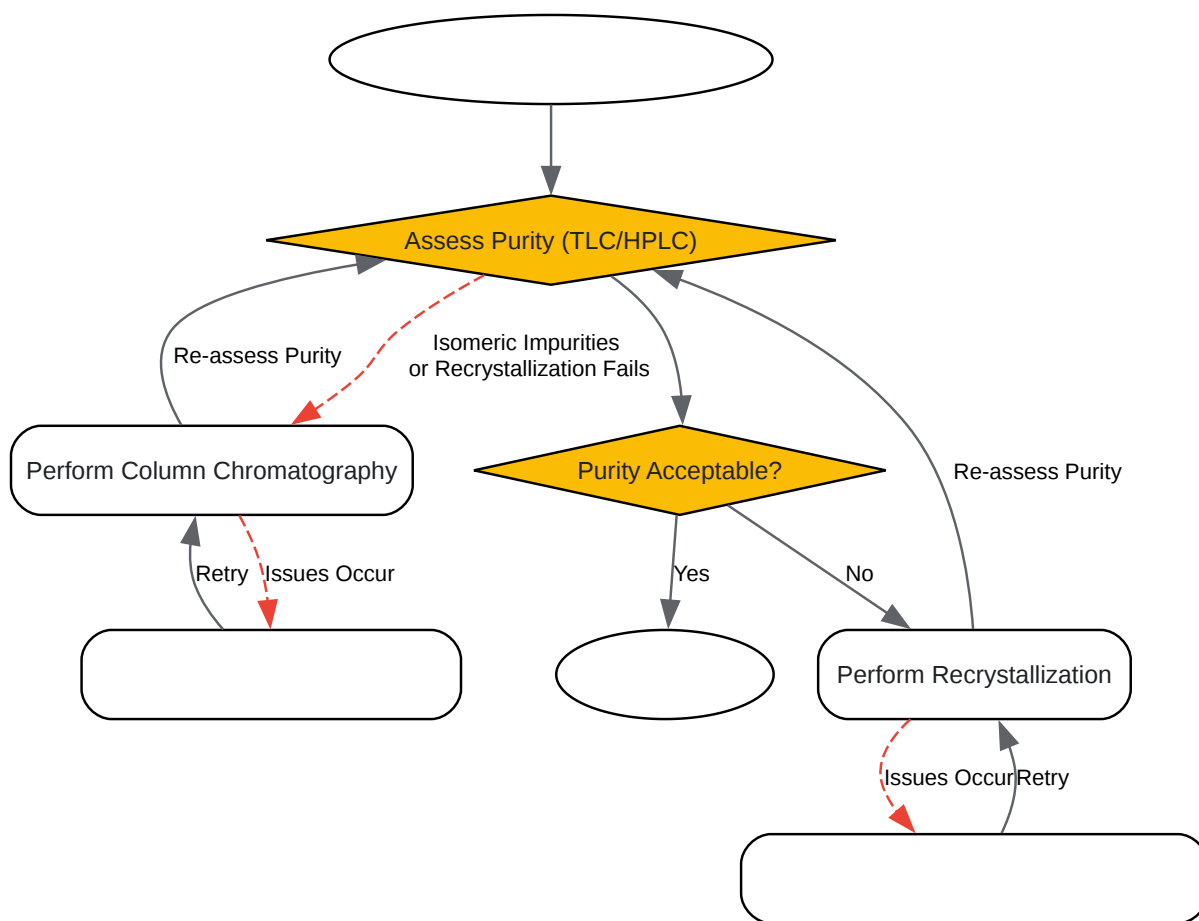 Assess Purity (TLC/HPLC)
Re-assess Purity
Isomeric Impurities
or Recrystallization Fails
Perform Column Chromatography
Purity Acceptable?
Re-assess Purity
Retry
Issues Occur
Yes
No
Perform Recrystallization
Issues Occur
Retry